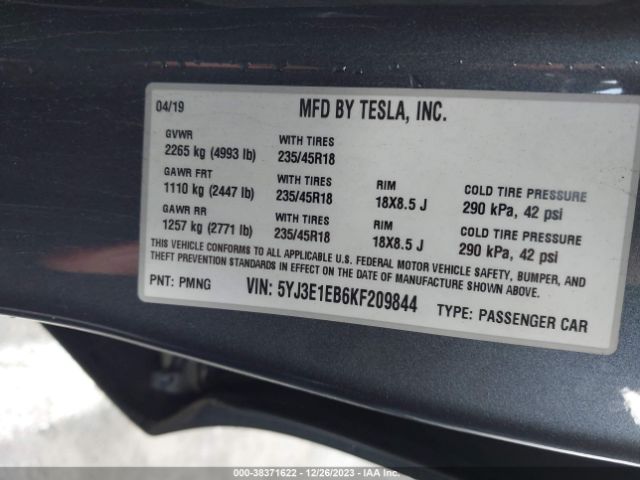 04/19 MFD BY TESLA, INC.
GVWR WITH TIRES
2265 kg (4993 lb) 235/45R18
GAWR FRT WITH TIRES RIM COLD TIRE PRESSURE
1110 kg (2447 lb) 235/45R18 18X8.5 J 290 kPa, 42 psi
GAWR RR WITH TIRES RIM COLD TIRE PRESSURE
1257 kg (2771 lb) 235/45R18 18X8.5 J 290 kPa, 42 psi
THIS VEHICLE CONFORMS TO ALL APPLICABLE U.S. FEDERAL MOTOR VEHICLE SAFETY, BUMPER, AND
THEFT PREVENTION STANDARDS IN EFFECT ON THE DATE OF MANUFACTURE SHOWN ABOVE.
PNT: PMNG VIN: 5YJ3E1EB6KF209844 TYPE: PASSENGER CAR
000-38371622 - 12/26/2023 - IAA Inc.